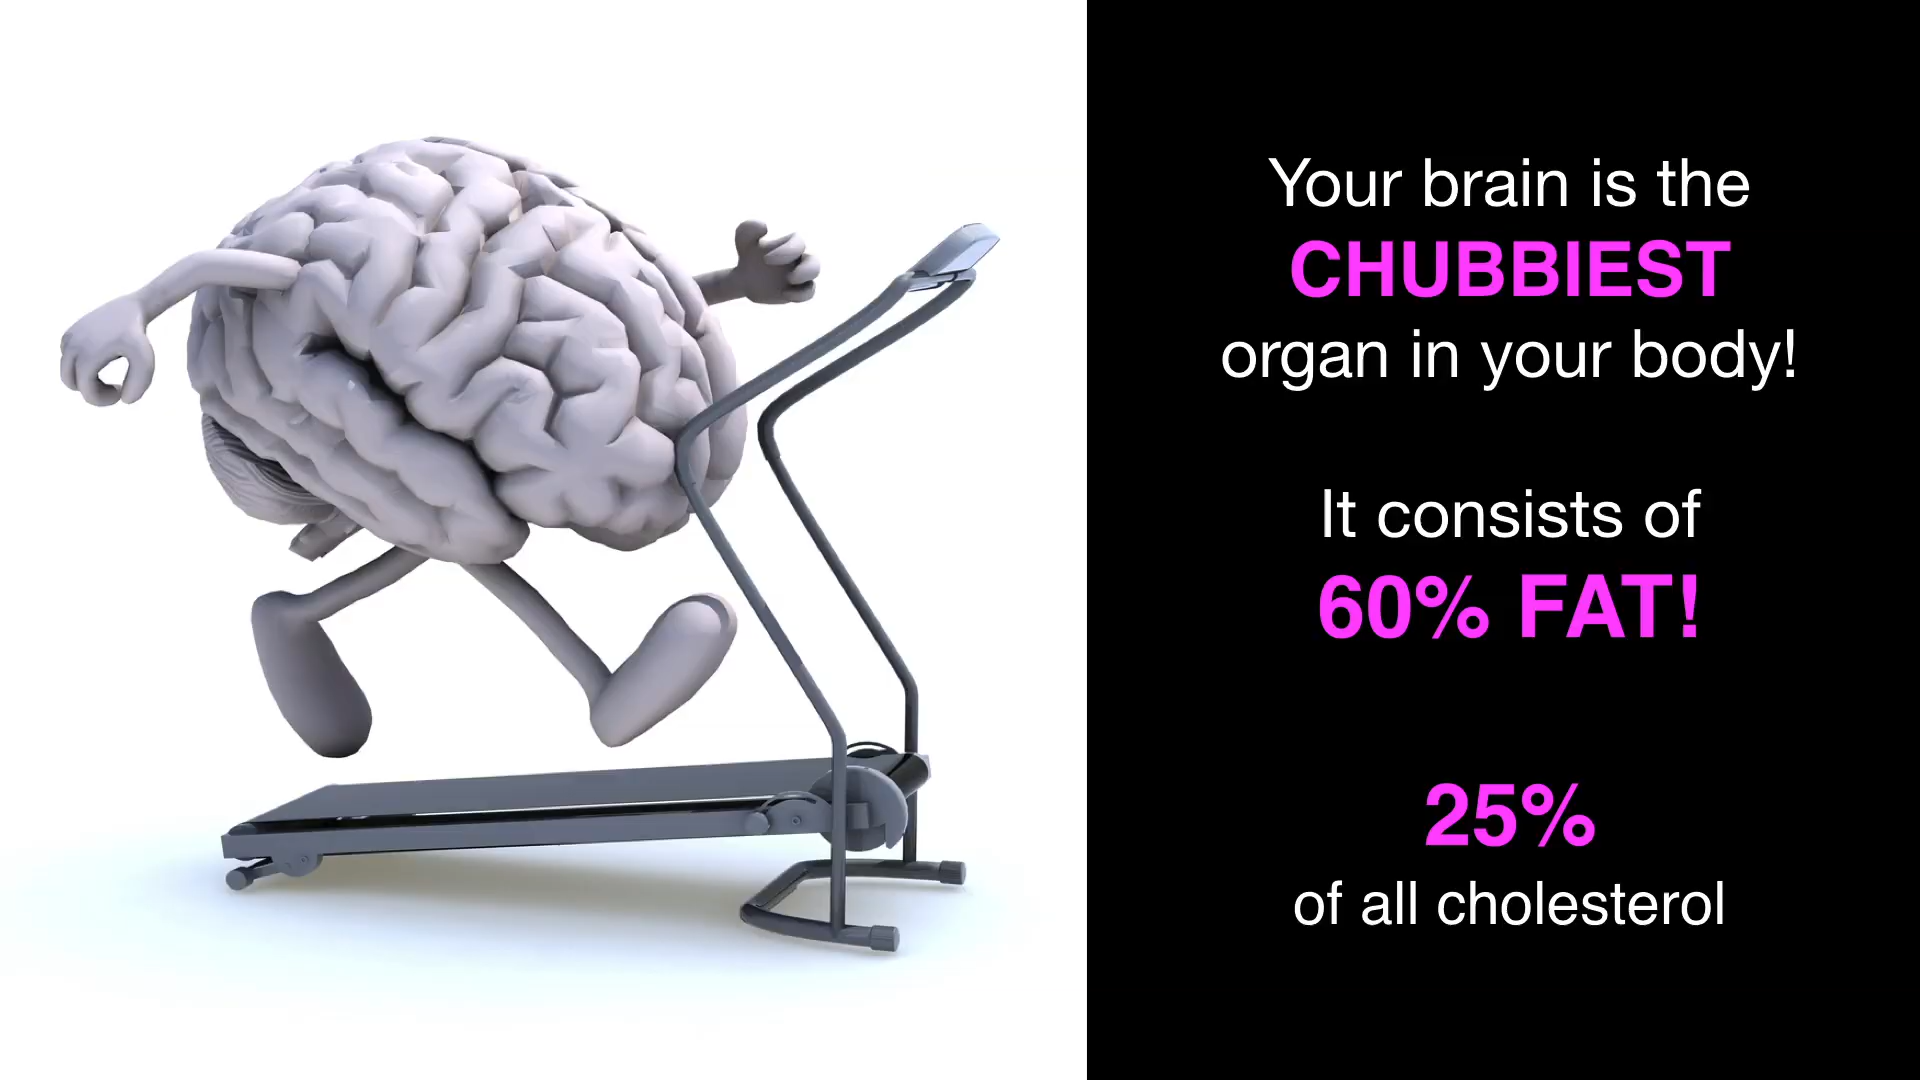 Your brain is the
CHUBBIEST
organ in your body!
It consists of
60% FAT!
25%
of all cholesterol